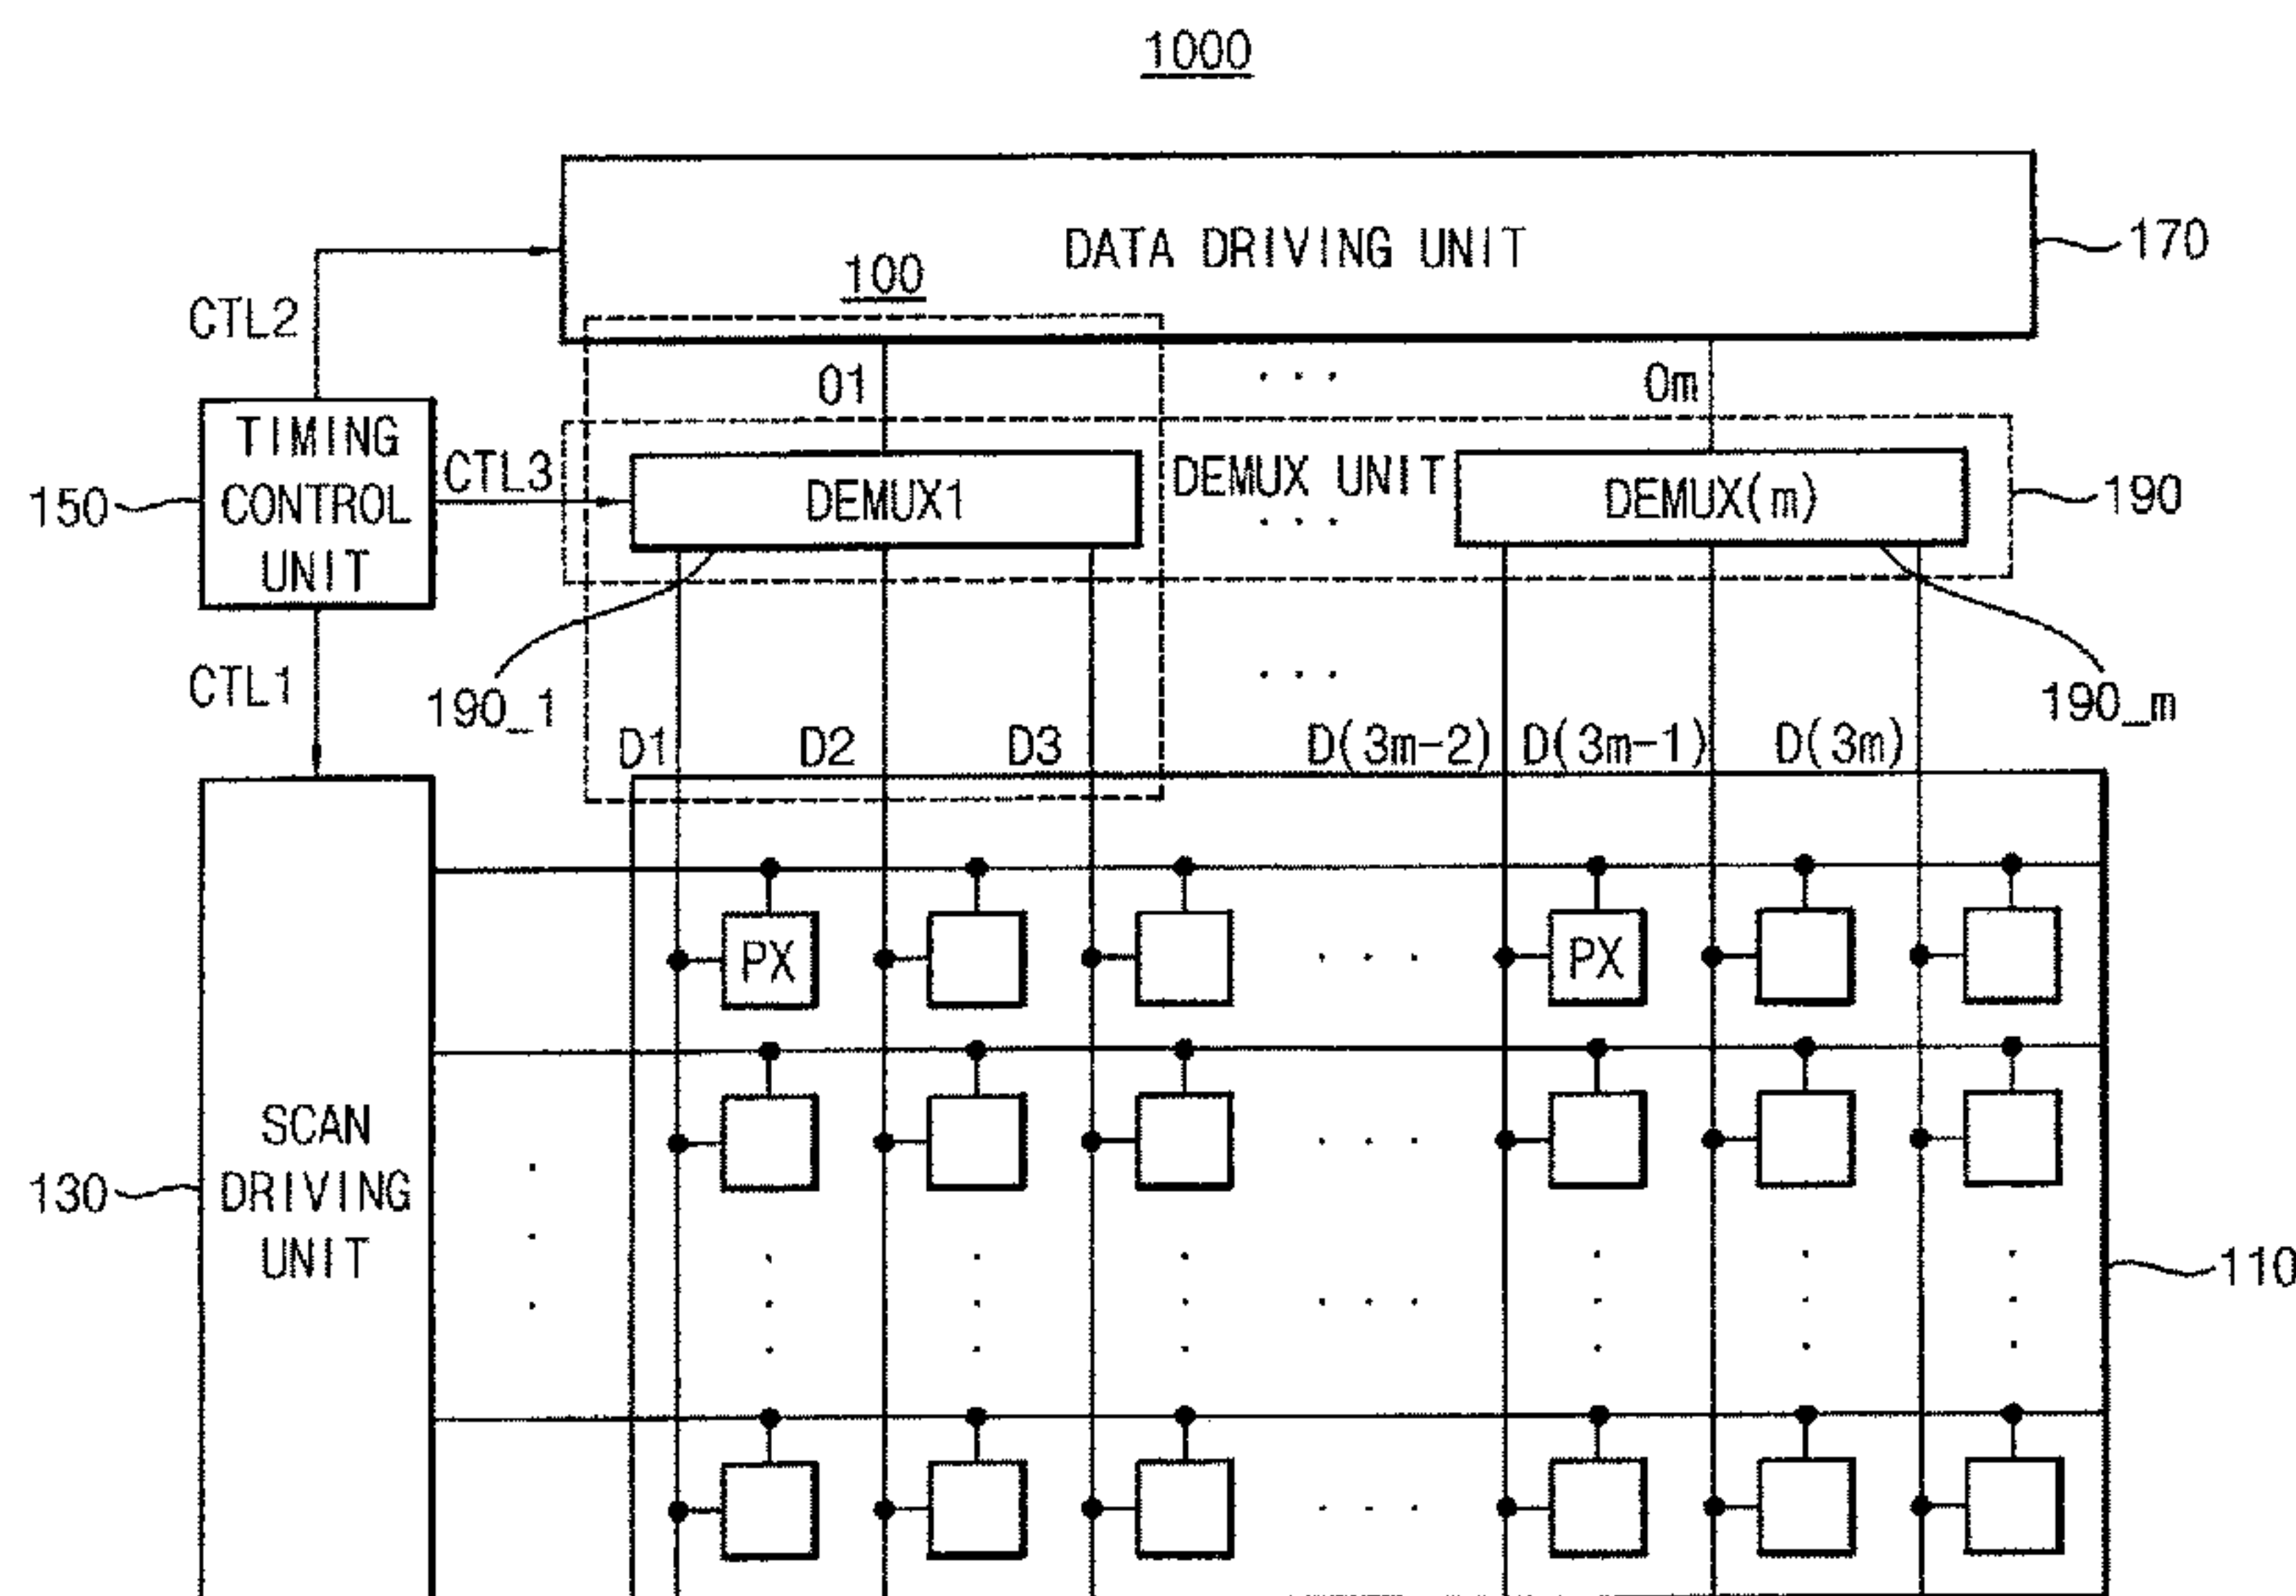 1000
DATA DRIVING UNIT
170
100
CTL2
O1
Om
TIMING
CONTROL
UNIT
150
CTL3
DEMUX1
DEMUX UNIT
DEMUX(m)
190
CTL1
190_1
190_m
D1
D2
D3
D(3m-2)
D(3m-1)
D(3m)
PX
PX
SCAN
DRIVING
UNIT
130
110